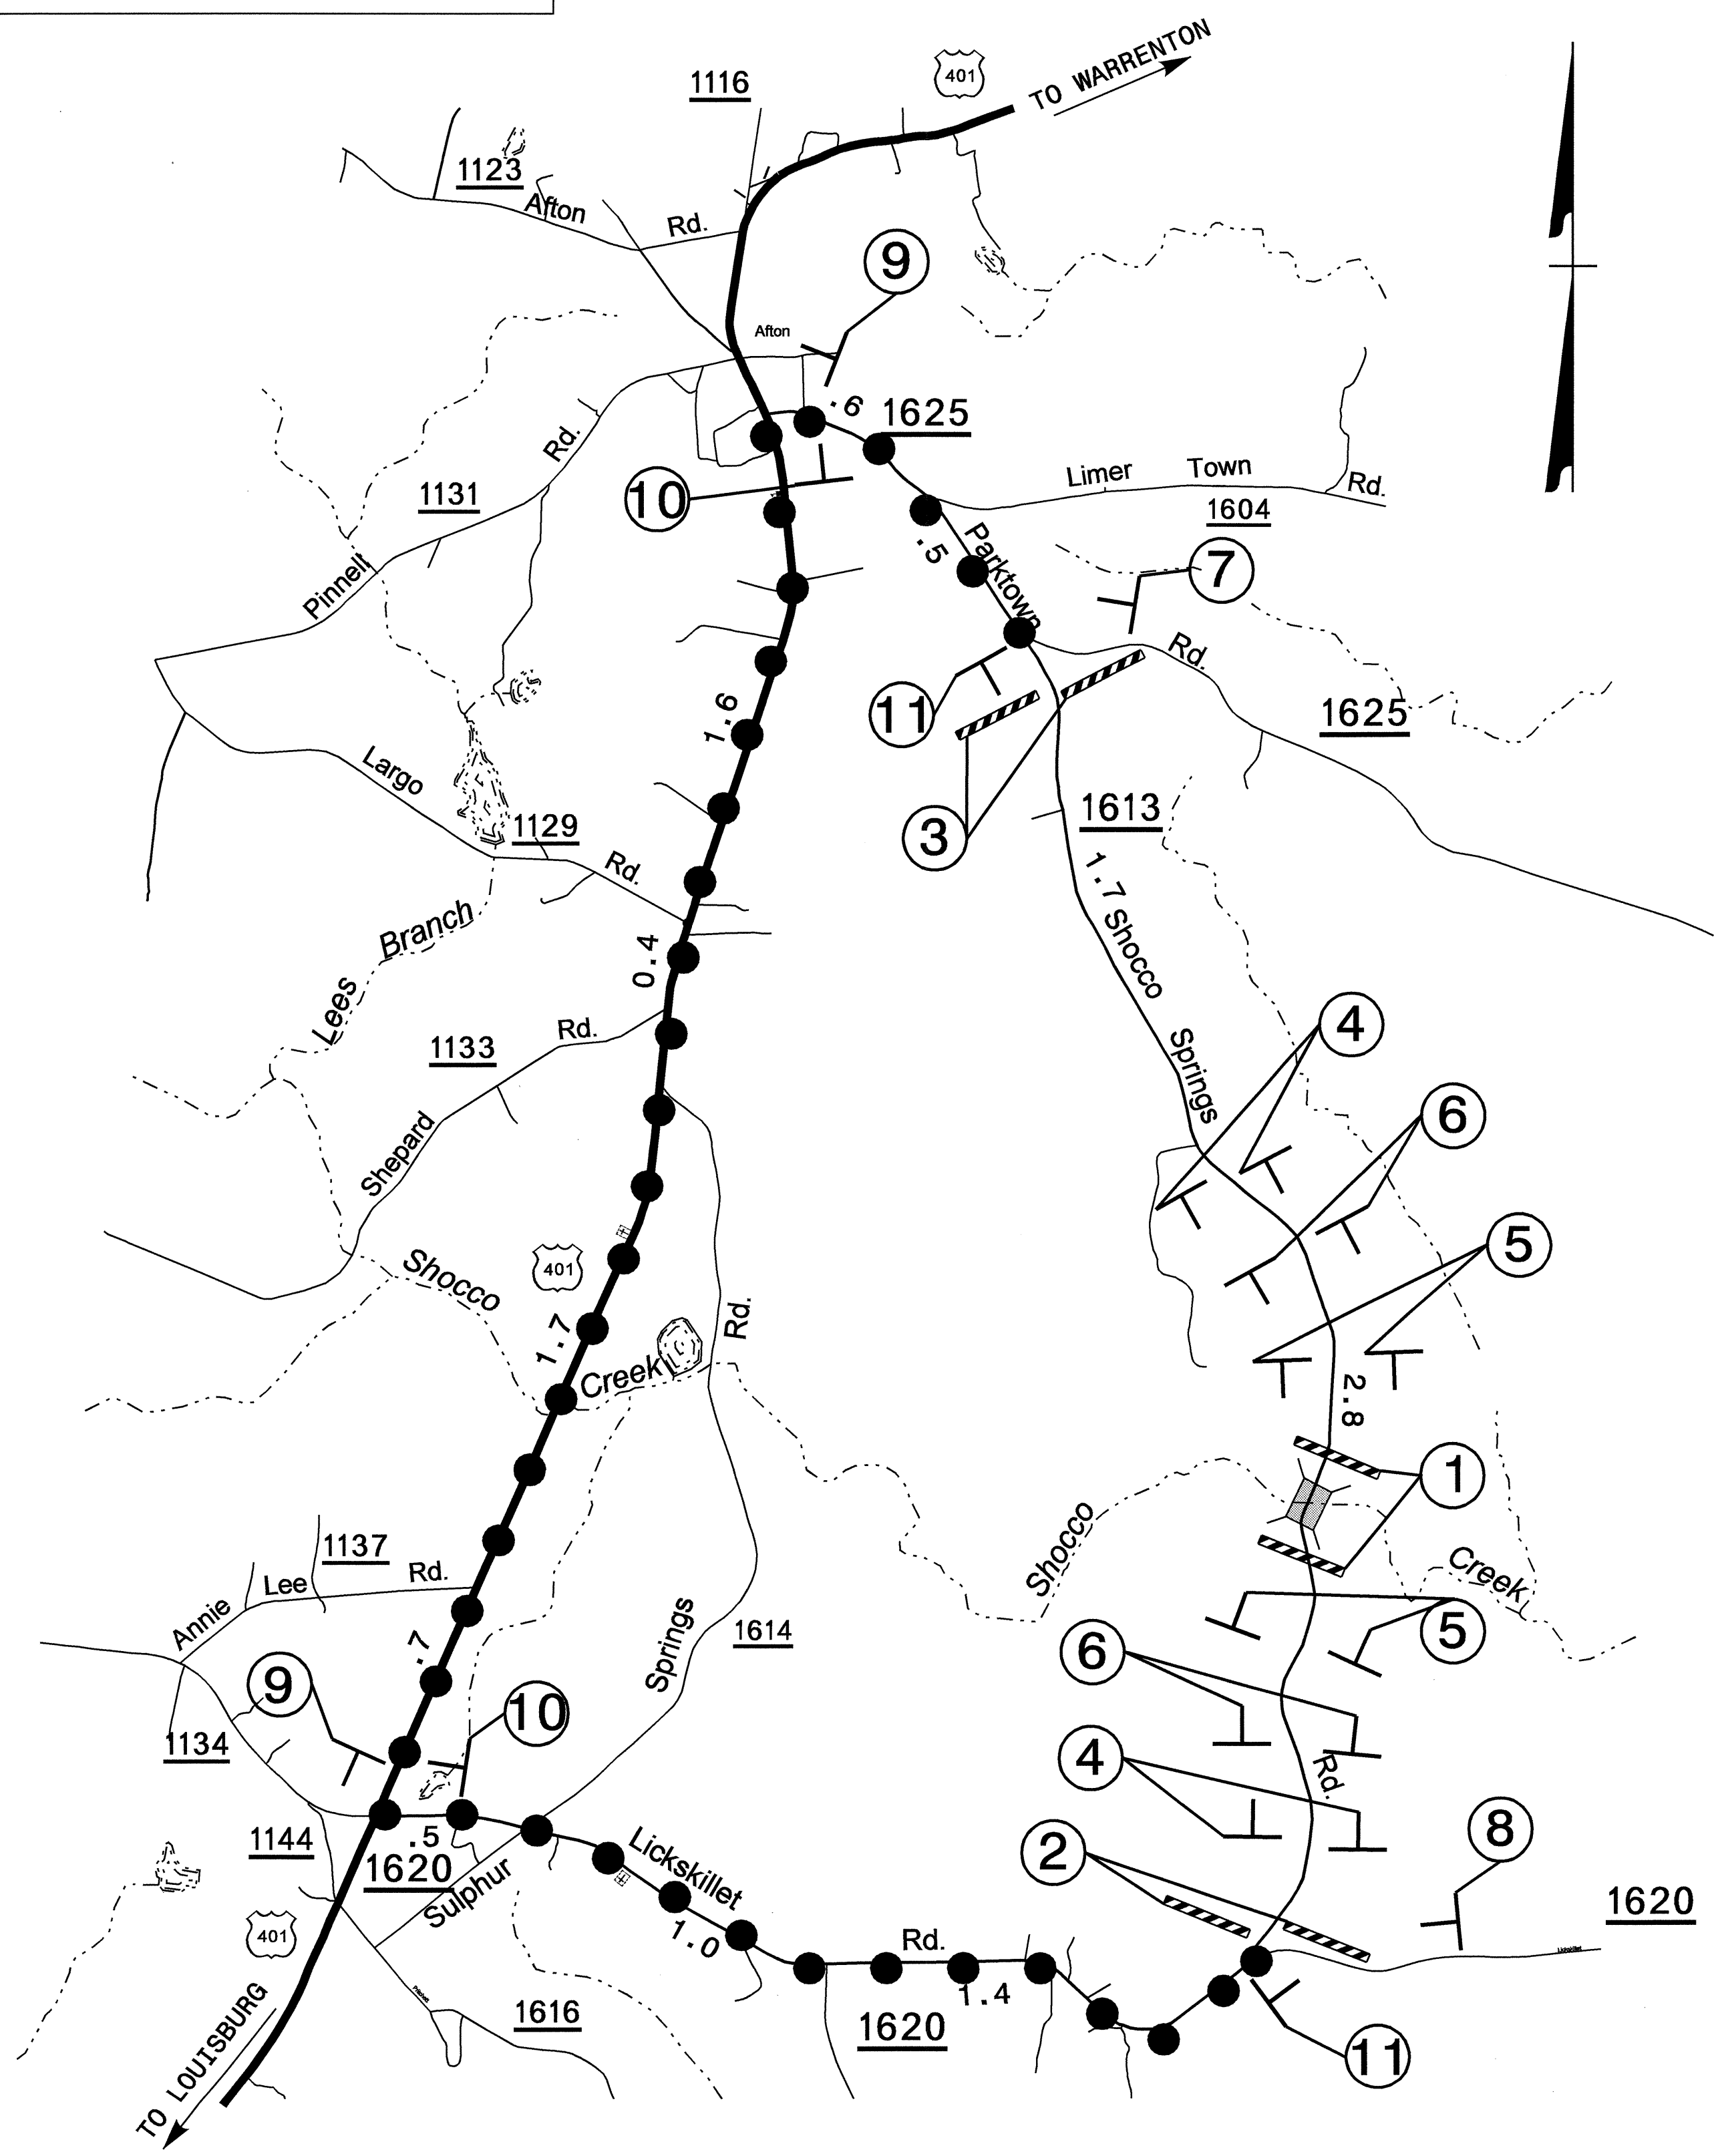 401
TO WARRENTON
1116
1123
Afton Rd.
9
Afton
.6
1625
10
Limer Town Rd.
1604
1131
Pinnell Rd.
.5
Parktown Rd.
7
11
1625
3
1613
1.6
Largo Rd.
1129
1.7 Shocco Springs Rd.
Lees Branch
0.4
4
1133
Shepard Rd.
6
5
Shocco Creek
401
1.7
2.8
1
Shocco Creek
1137
Annie Lee Rd.
.7
1614
5
6
9
10
1134
4
2
8
1144
.5
1620
Sulphur Springs Rd.
Lickskillet Rd.
1.0
1620
401
1.4
1620
1616
11
TO LOUISBURG